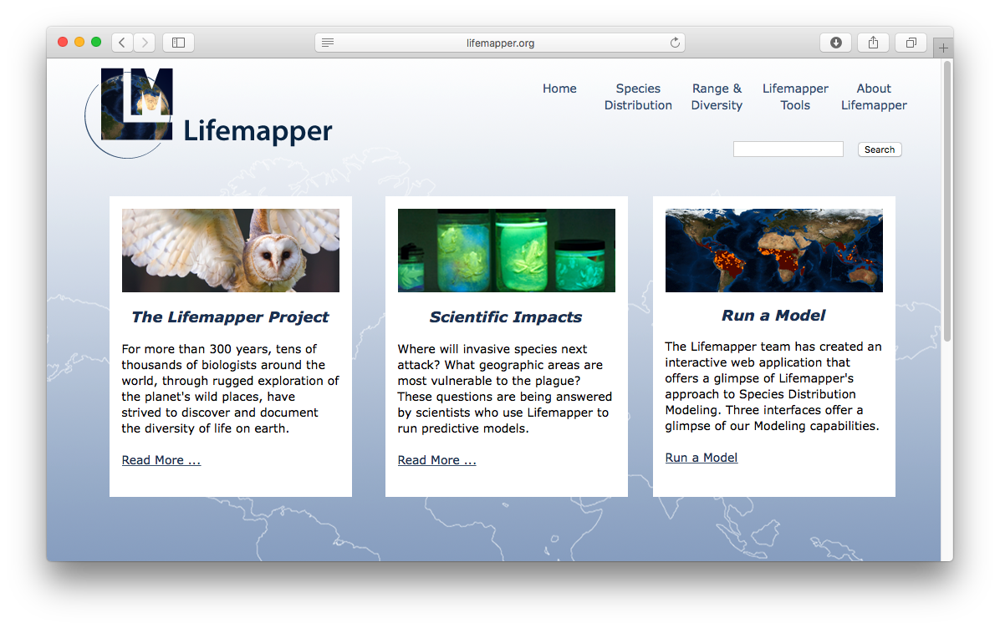 lifemapper.org
LM
Lifemapper
Home
Species
Distribution
Range &
Diversity
Lifemapper
Tools
About
Lifemapper
Search
The Lifemapper Project
For more than 300 years, tens of
thousands of biologists around the
world, through rugged exploration of
the planet's wild places, have
strived to discover and document
the diversity of life on earth.
Read More ...
Scientific Impacts
Where will invasive species next
attack? What geographic areas are
most vulnerable to the plague?
These questions are being answered
by scientists who use Lifemapper to
run predictive models.
Read More ...
Run a Model
The Lifemapper team has created an
interactive web application that
offers a glimpse of Lifemapper's
approach to Species Distribution
Modeling. Three interfaces offer a
glimpse of our Modeling capabilities.
Run a Model